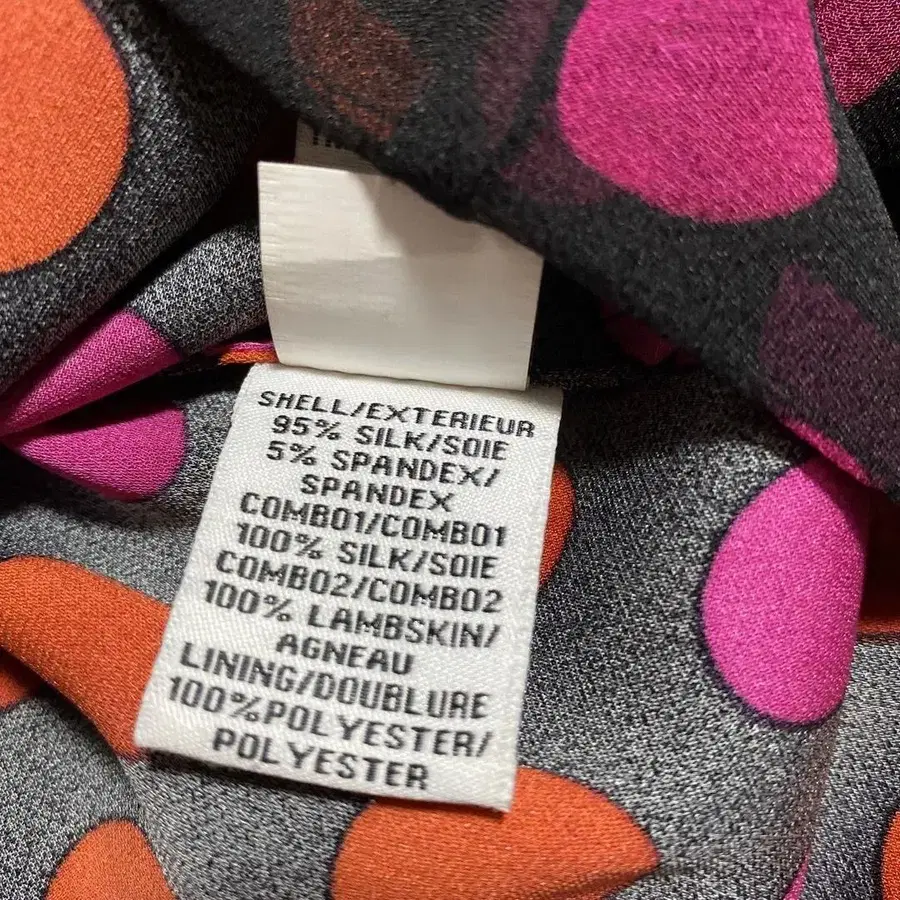 SHELL/EXTERIEUR
95% SILK/SOIE
5% SPANDEX/
SPANDEX
COMBO1/COMBO1
100% SILK/SOIE
COMBO2/COMBO2
100% LAMBSKIN/
AGNEAU
LINING/DOUBLURE
100%POLYESTER/
POLYESTER